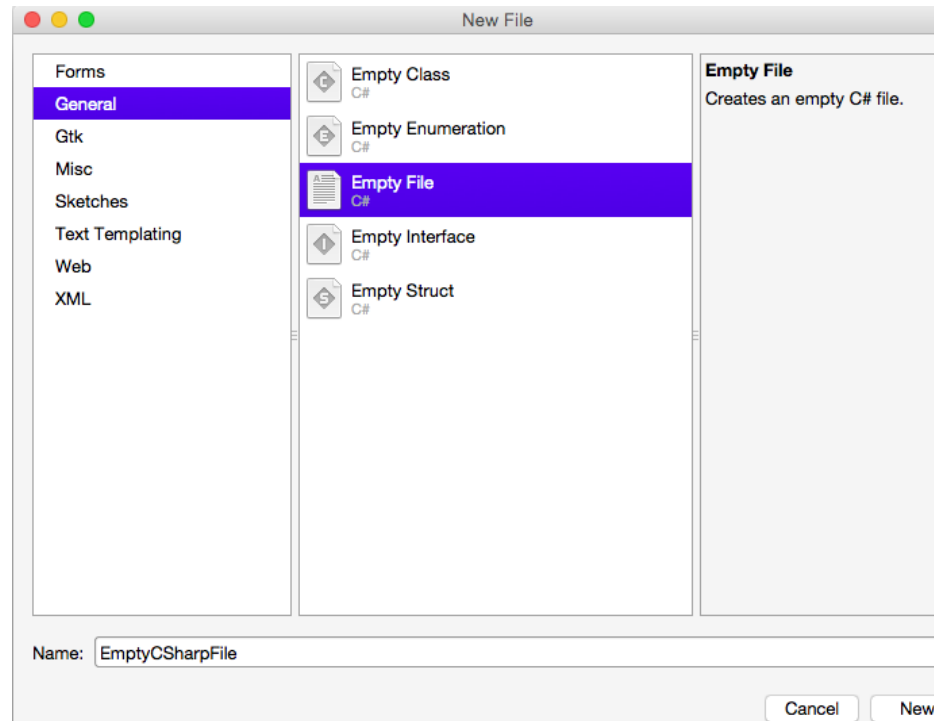 New File
Forms
General
Gtk
Misc
Sketches
Text Templating
Web
XML
Empty Class
C#
Empty Enumeration
C#
Empty File
C#
Empty Interface
C#
Empty Struct
C#
Empty File
Creates an empty C# file.
Name: EmptyCSharpFile
Cancel
New